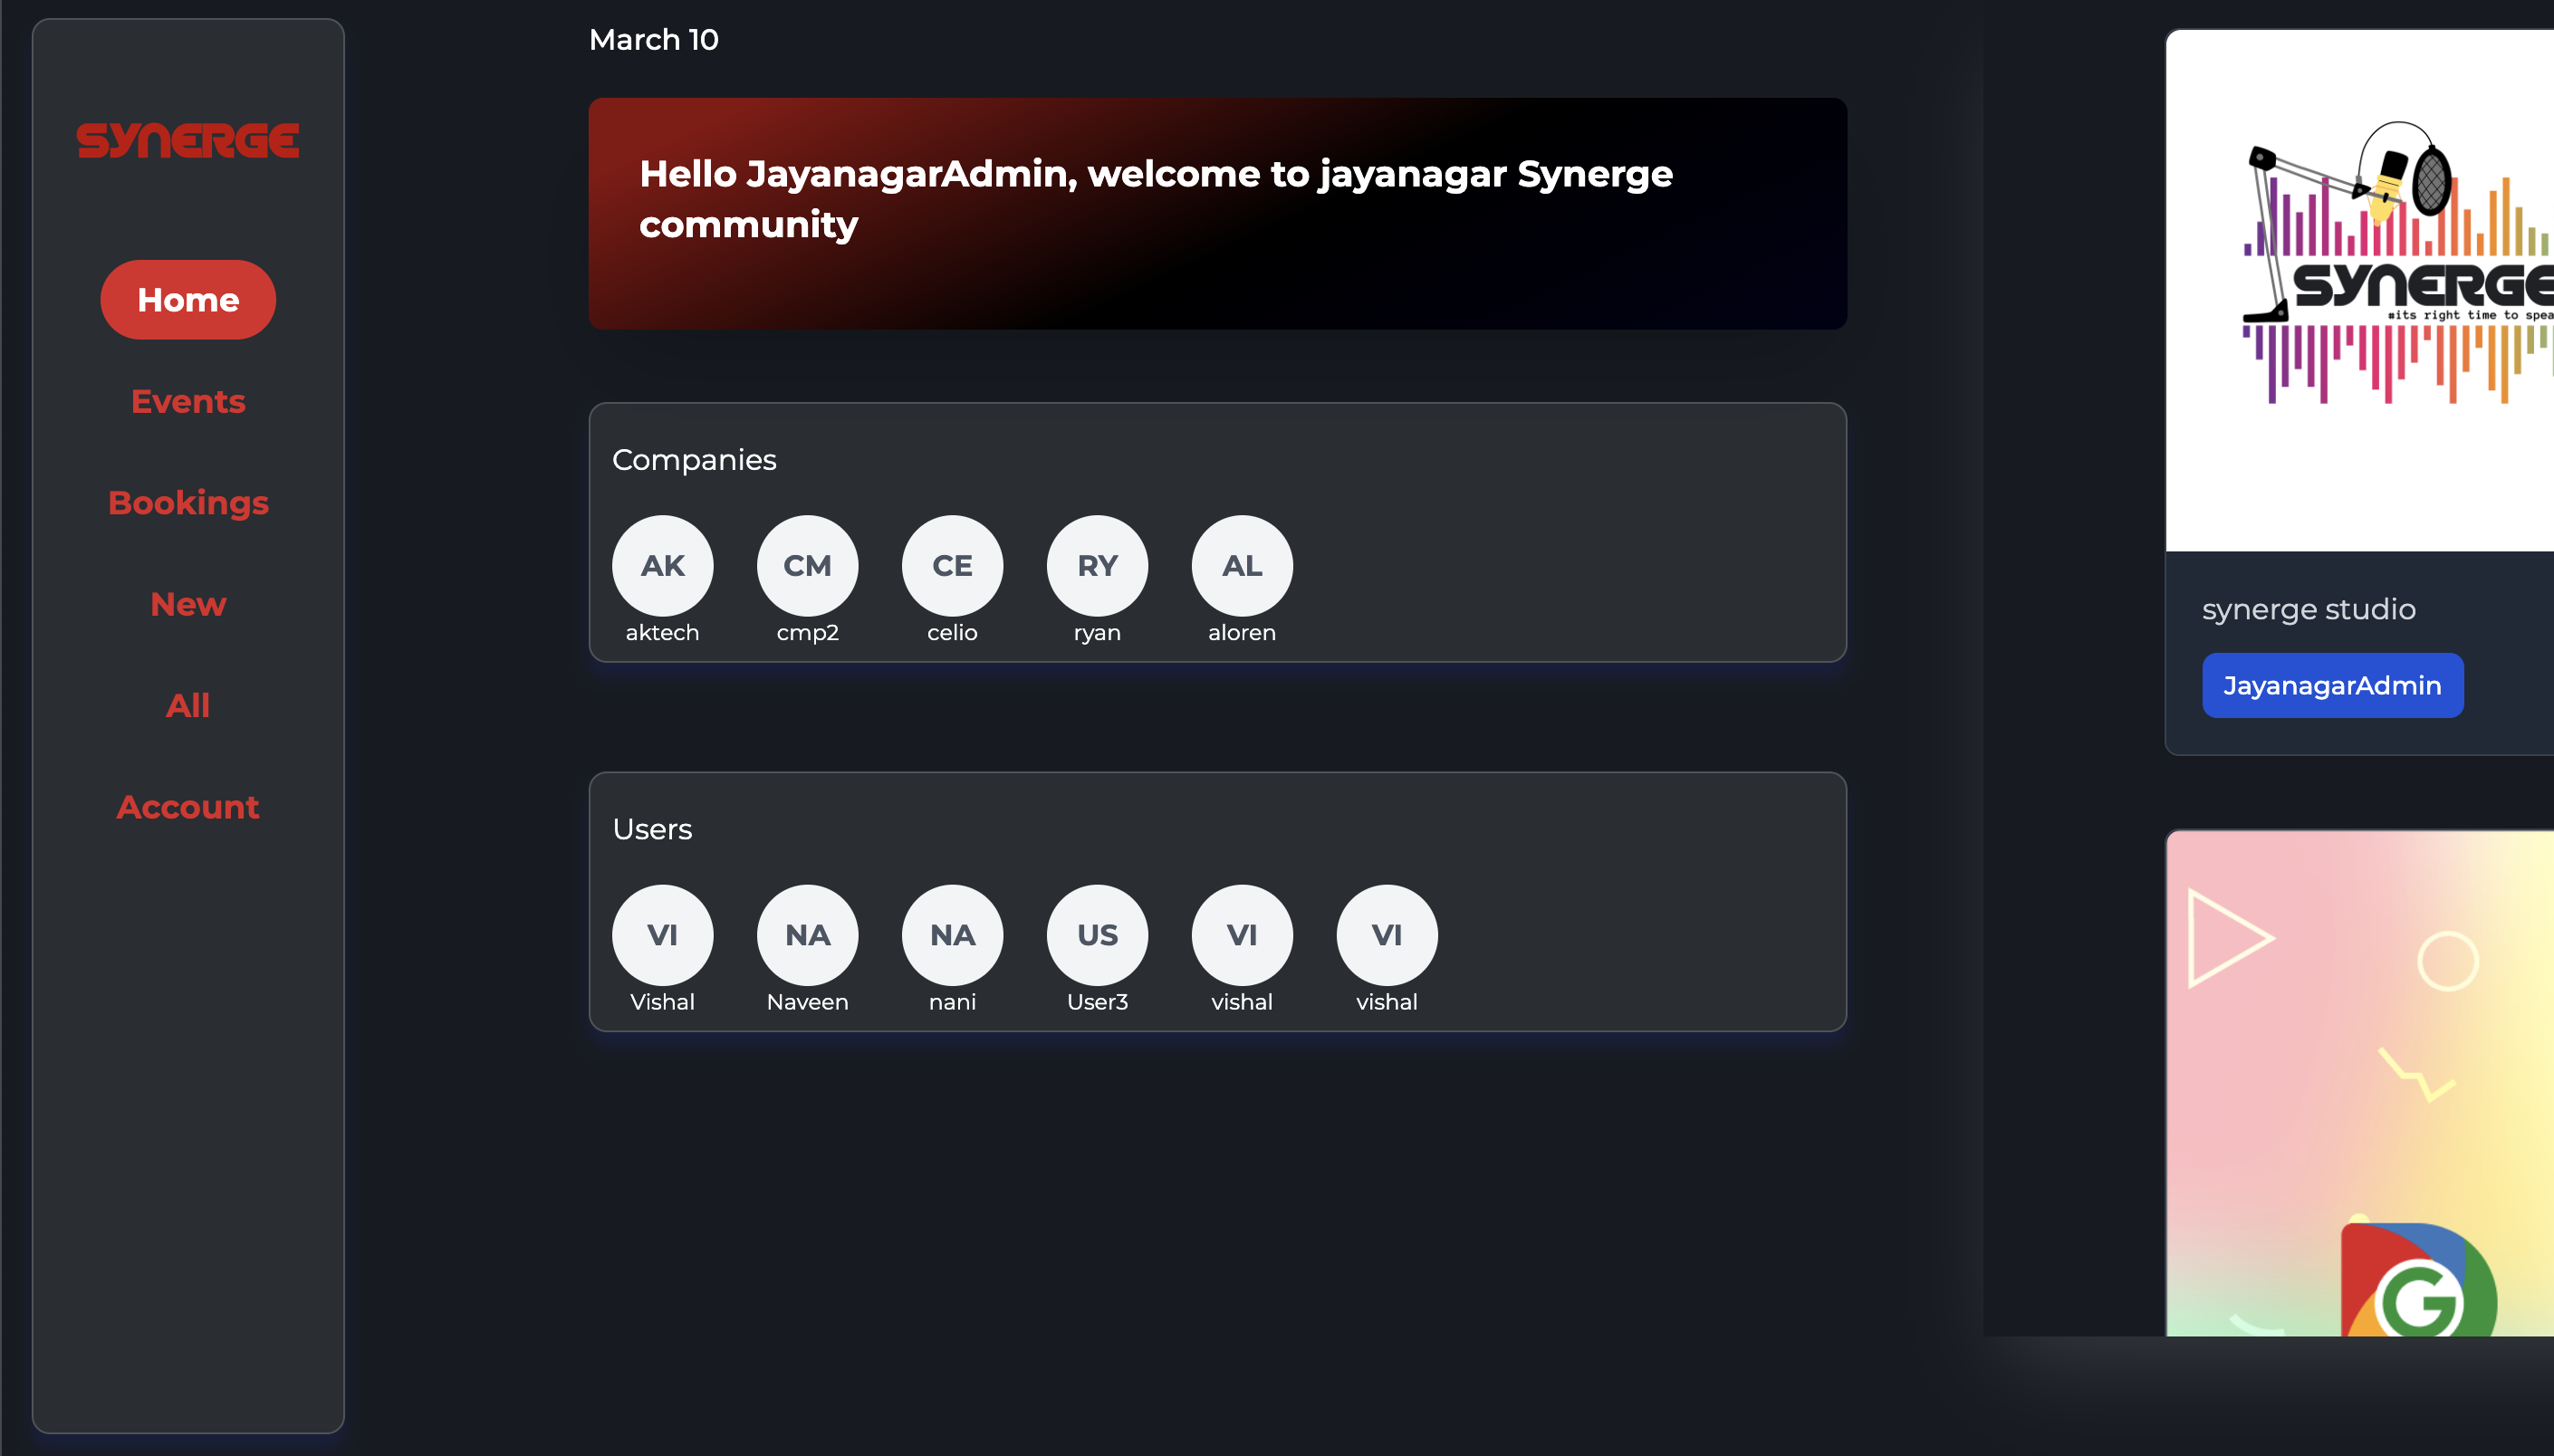 SYNERGE
Home
Events
Bookings
New
All
Account
March 10
Hello JayanagarAdmin, welcome to jayanagar Synerge
community
Companies
AK
CM
CE
RY
AL
aktech
cmp2
celio
ryan
aloren
Users
VI
NA
NA
US
VI
VI
Vishal
Naveen
nani
User3
vishal
vishal
SYNERGE
#its right time to spea
synerge studio
JayanagarAdmin
G